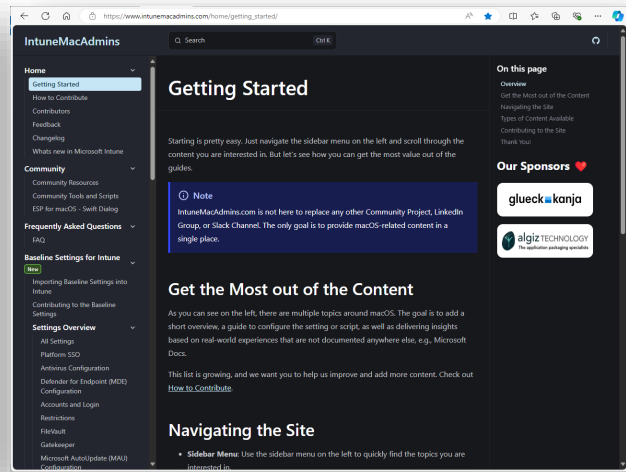 https://www.intunemacadmins.com/home/getting_started/
IntuneMacAdmins
Search
Ctrl K
Home
Getting Started
How to Contribute
Contributors
Feedback
Changelog
Whats new in Microsoft Intune
Community
Community Resources
Community Tools and Scripts
ESP for macOS - Swift Dialog
Frequently Asked Questions
FAQ
Baseline Settings for Intune
New
Importing Baseline Settings into
Intune
Contributing to the Baseline
Settings
Settings Overview
All Settings
Platform SSO
Antivirus Configuration
Defender for Endpoint (MDE)
Configuration
Accounts and Login
Restrictions
FileVault
Gatekeeper
Microsoft AutoUpdate (MAU)
Configuration
Getting Started
Starting is pretty easy. Just navigate the sidebar menu on the left and scroll through the
content you are interested in. But let's see how you can get the most value out of the
guides.
Note
IntuneMacAdmins.com is not here to replace any other Community Project, LinkedIn
Group, or Slack Channel. The only goal is to provide macOS-related content in a
single place.
Get the Most out of the Content
As you can see on the left, there are multiple topics around macOS. The goal is to add a
short overview, a guide to configure the setting or script, as well as delivering insights
based on real-world experiences that are not documented anywhere else, e.g., Microsoft
Docs.
This list is growing, and we want you to help us improve and add more content. Check out
How to Contribute.
Navigating the Site
• Sidebar Menu: Use the sidebar menu on the left to quickly find the topics you are
interested in.
On this page
Overview
Get the Most out of the Content
Navigating the Site
Types of Content Available
Contributing to the Site
Thank You!
Our Sponsors ❤️
glueck kanja
algiz TECHNOLOGY
The application packaging specialists